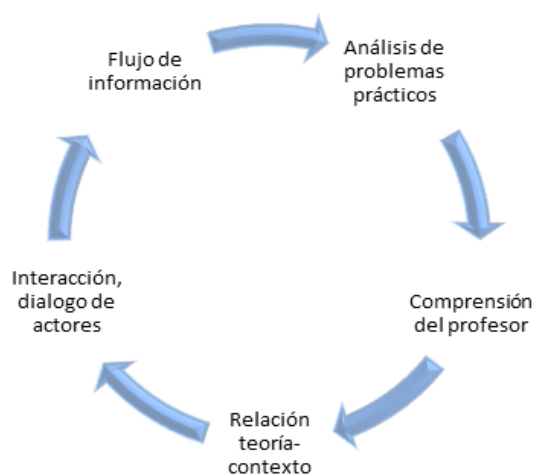 Flujo de
información
Análisis de
problemas
prácticos
Comprensión
del profesor
Relación
teoría-
contexto
Interacción,
dialogo de
actores